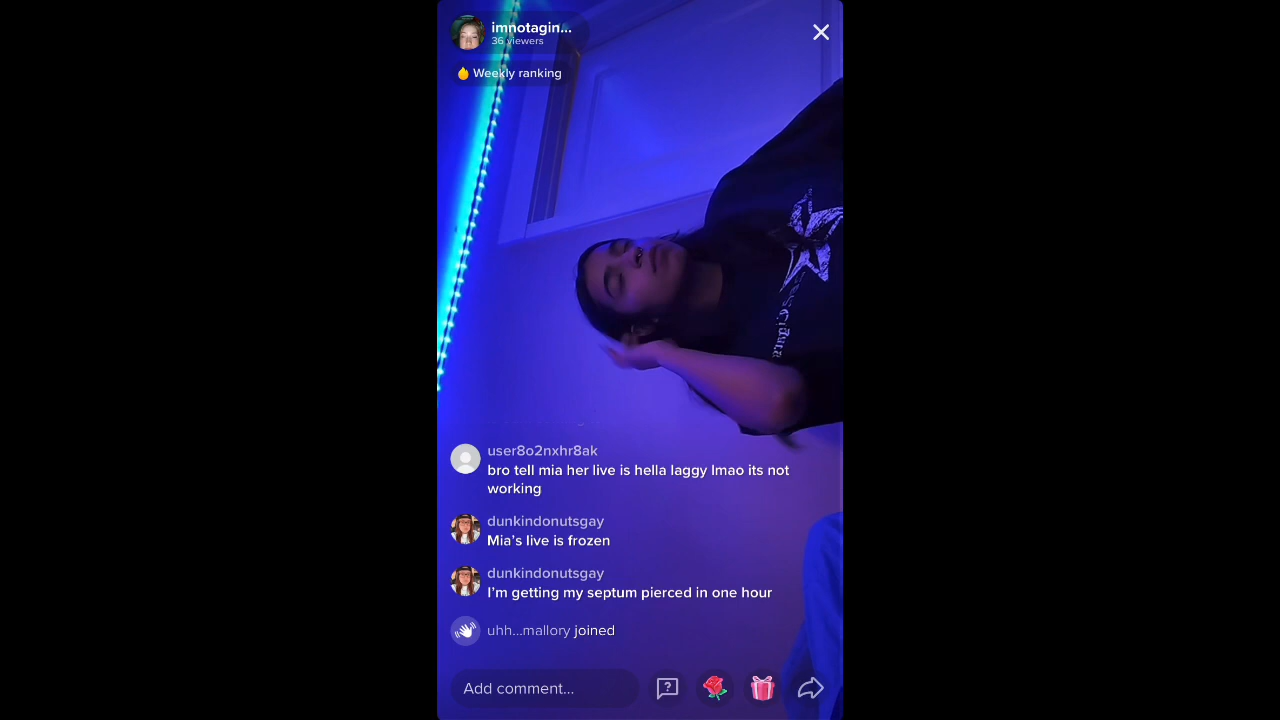 imnotagin...
36 viewers
Weekly ranking
user8o2nxhr8ak
bro tell mia her live is hella laggy lmao its not
working
dunkindonutsgay
Mia's live is frozen
dunkindonutsgay
I'm getting my septum pierced in one hour
uhh...mallory joined
Add comment...